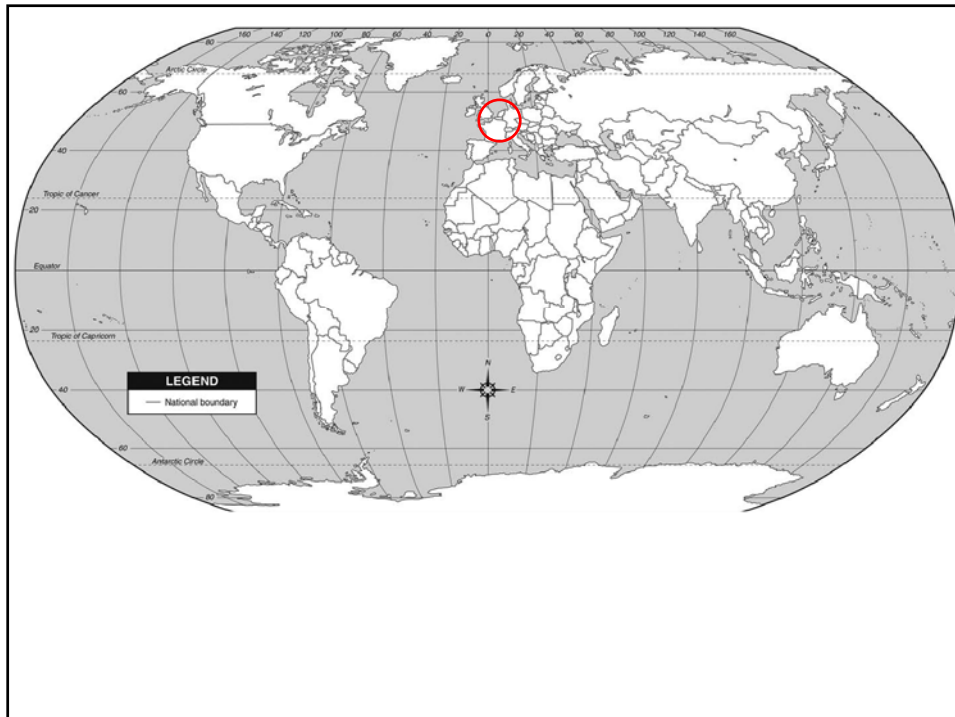 160 140 120 100 80 60 40 20 0 20 40 60 80 100 120 140 160
80
Arctic Circle
60
40
Tropic of Cancer
20
Equator
20
Tropic of Capricorn
N
LEGEND
40
W E
National boundary
S
60
Antarctic Circle
80